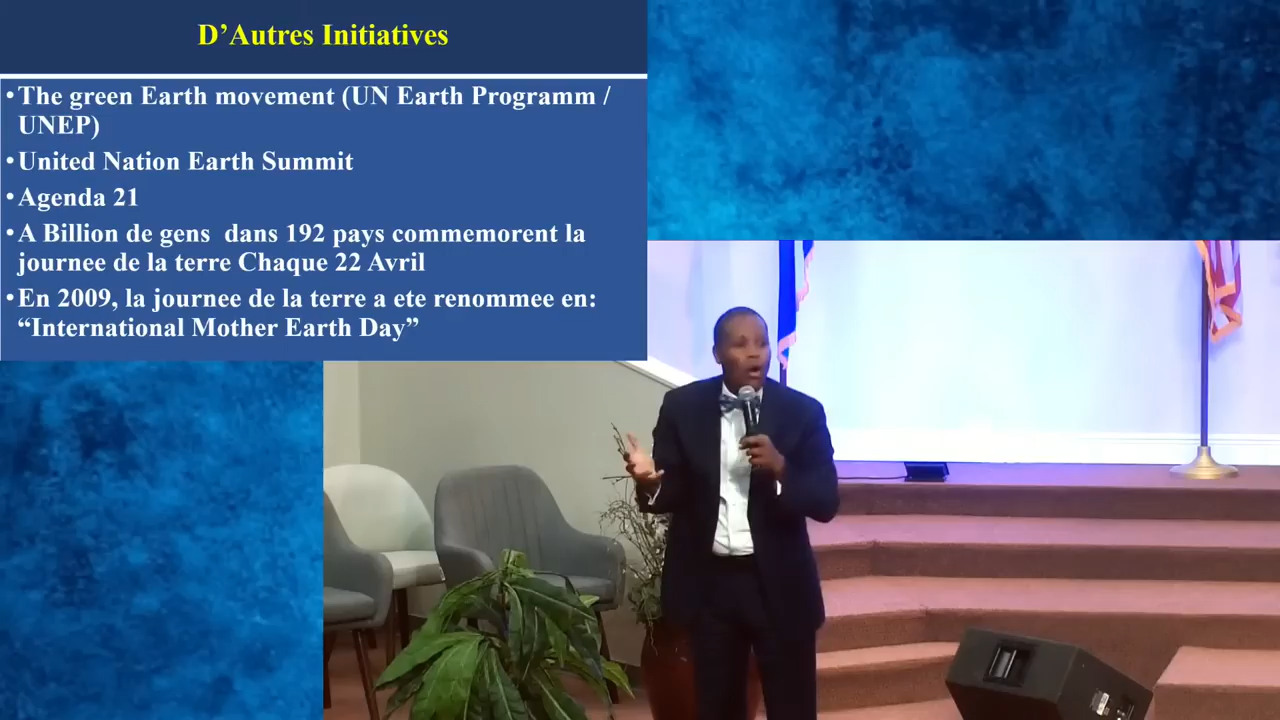 D'Autres Initiatives
•The green Earth movement (UN Earth Programm /
UNEP)
•United Nation Earth Summit
•Agenda 21
•A Billion de gens  dans 192 pays commemorent la
journee de la terre Chaque 22 Avril
•En 2009, la journee de la terre a ete renommee en:
“International Mother Earth Day”